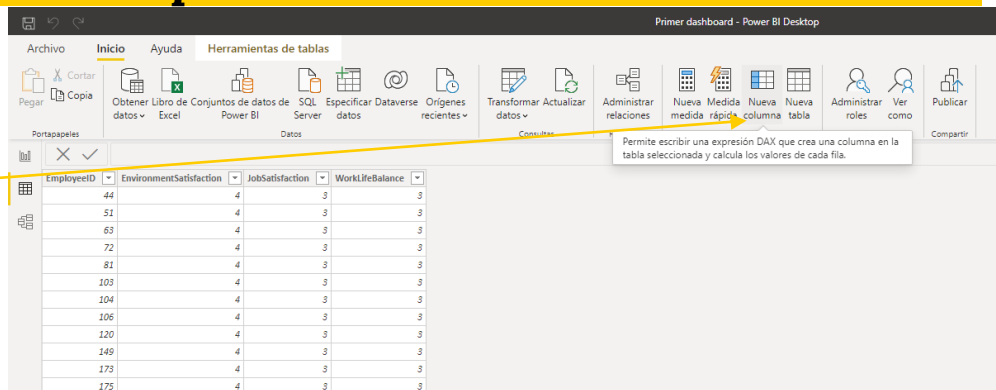 Primer dashboard - Power BI Desktop
Archivo Inicio Ayuda Herramientas de tablas
Pegar
Cortar
Copia
Portapapeles
Obtener datos
Libro de Excel
Conjuntos de datos de Power BI
SQL Server
Especificar datos
Dataverse
Orígenes recientes
Datos
Transformar datos
Actualizar
Consultas
Administrar relaciones
Nueva medida
Medida rápida
Nueva columna
Nueva tabla
Administrar roles
Ver como
Publicar
Compartir
Permite escribir una expresión DAX que crea una columna en la
tabla seleccionada y calcula los valores de cada fila.
EmployeeID EnvironmentSatisfaction JobSatisfaction WorkLifeBalance
44 4 3 3
51 4 3 3
63 4 3 3
72 4 3 3
81 4 3 3
103 4 3 3
104 4 3 3
106 4 3 3
120 4 3 3
149 4 3 3
173 4 3 3
175 4 3 3